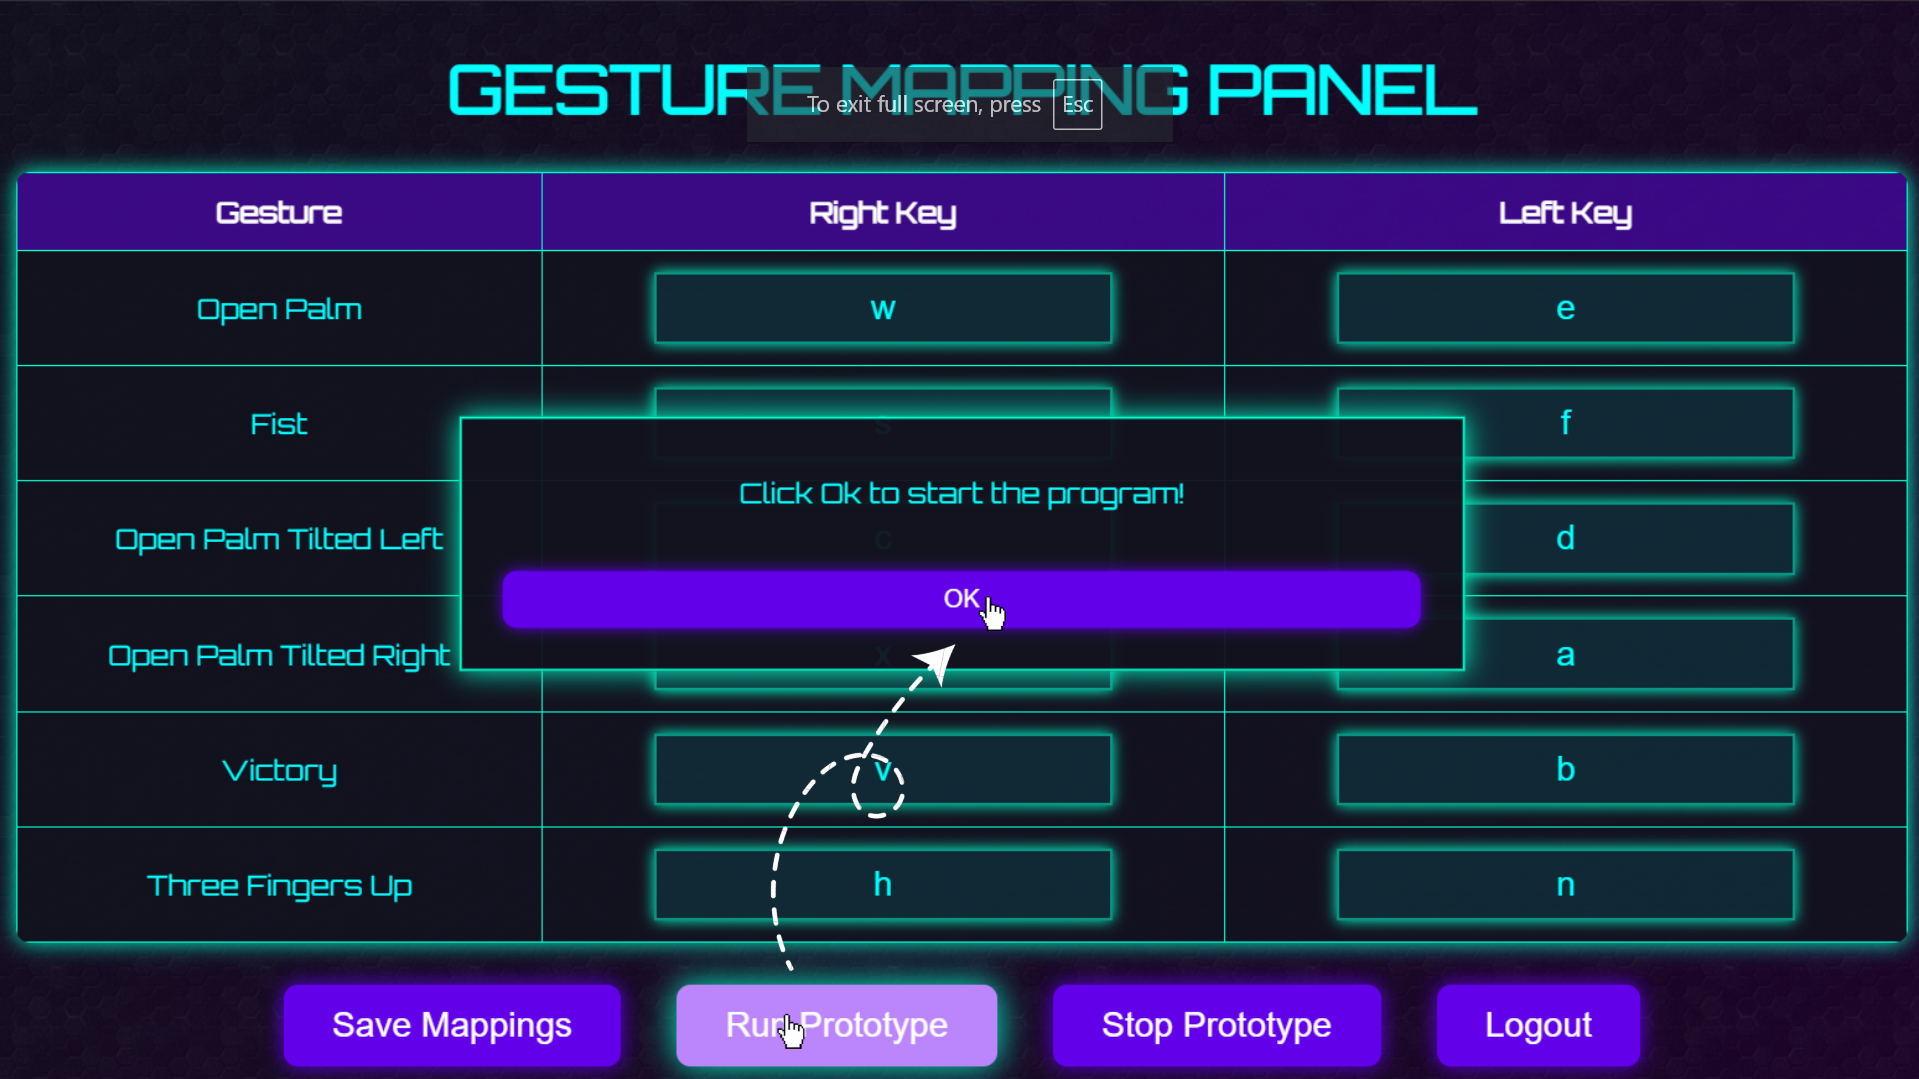 GESTURE MAPPING PANEL
To exit full screen, press Esc
Gesture Right Key Left Key
Open Palm w e
Fist s f
Click Ok to start the program!
Open Palm Tilted Left c d
OK
Open Palm Tilted Right x a
Victory v b
Three Fingers Up h n
Save Mappings Run Prototype Stop Prototype Logout